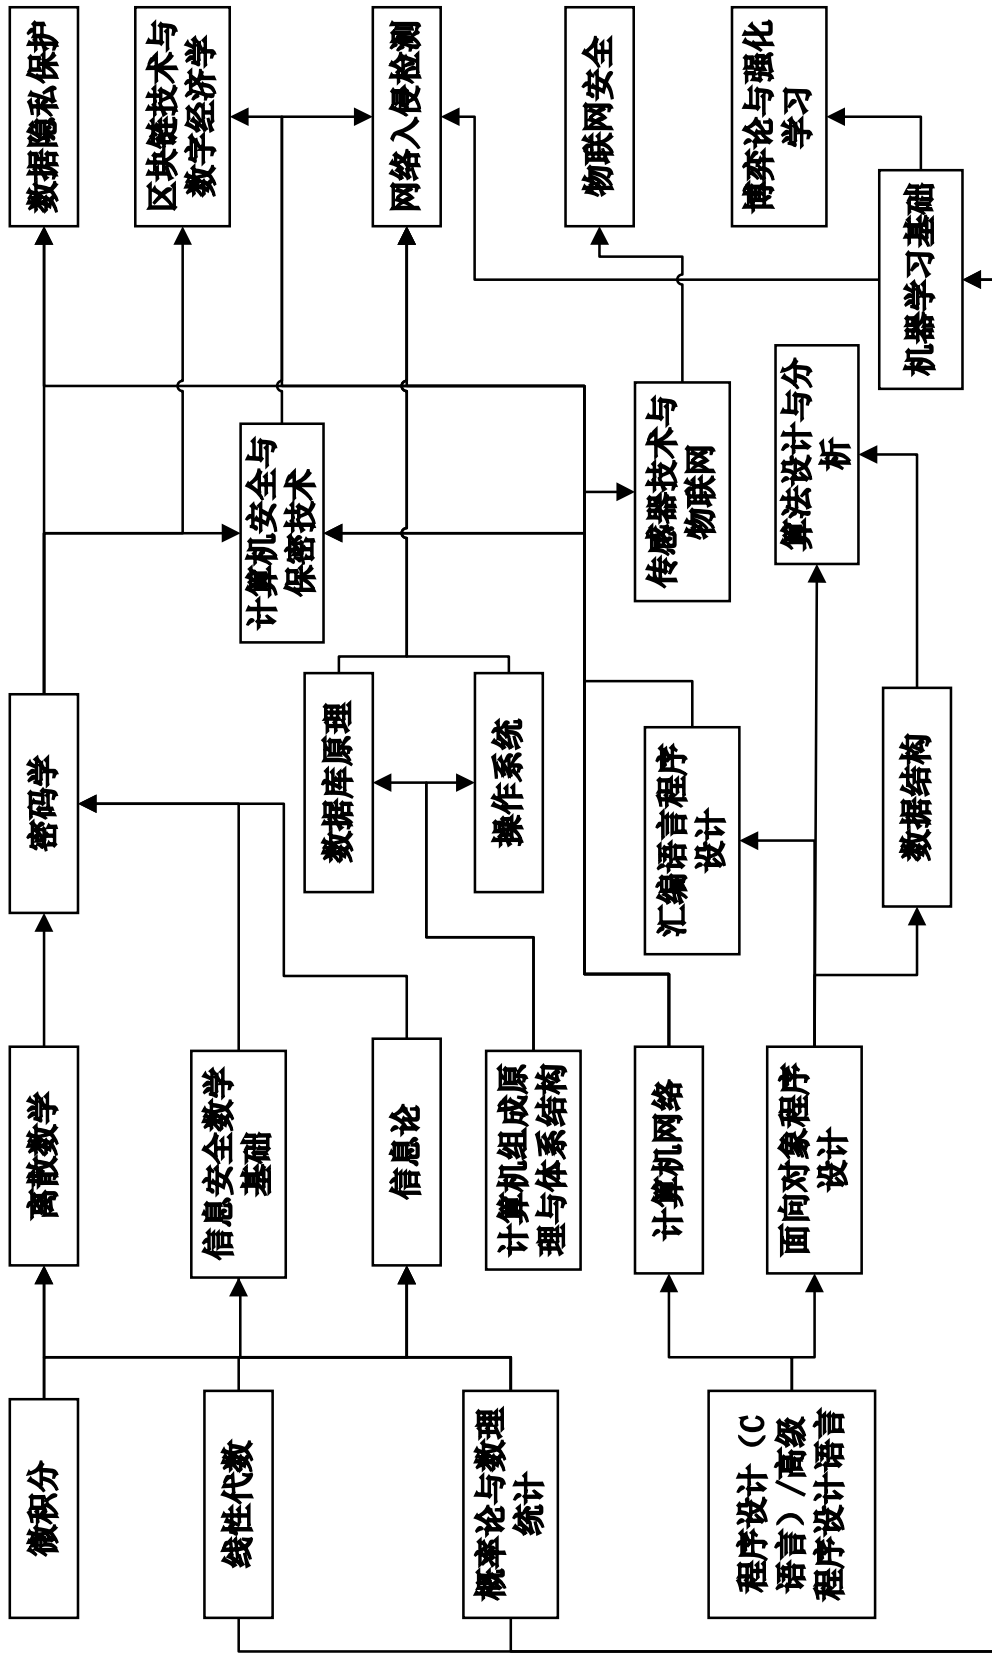 微积分
线性代数
概率论与数理
统计
程序设计（C
语言）/高级
程序设计语言
离散数学
信息安全数学
基础
信息论
计算机组成原
理与体系结构
计算机网络
面向对象程序
设计
密码学
数据库原理
操作系统
汇编语言程序
设计
数据结构
计算机安全与
保密技术
传感器技术与
物联网
算法设计与分
析
机器学习基础
数据隐私保护
区块链技术与
数字经济学
网络入侵检测
物联网安全
博弈论与强化
学习